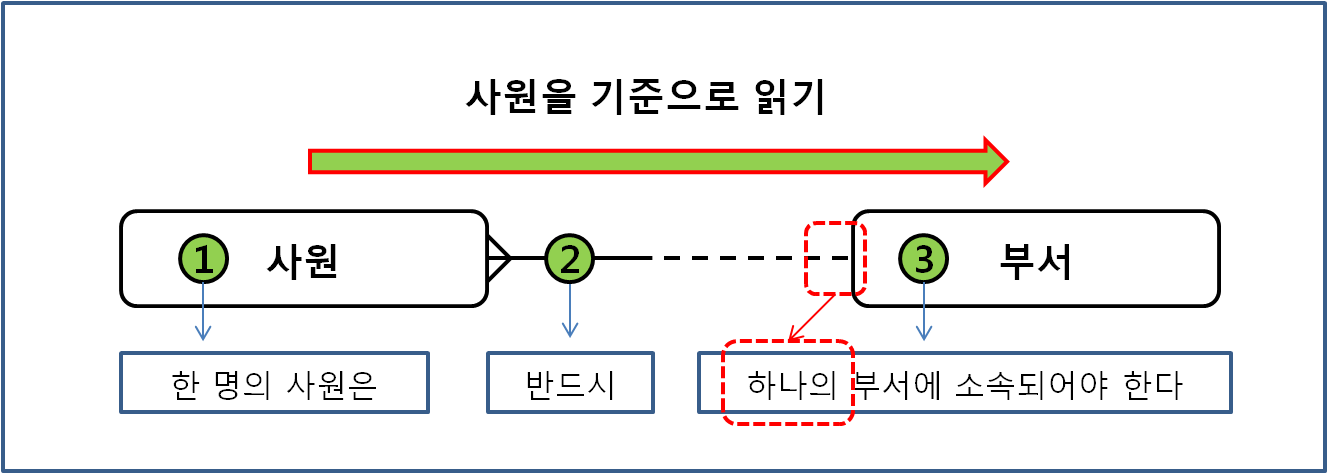 사원을 기준으로 읽기
1 사원
2
3 부서
한 명의 사원은
반드시
하나의 부서에 소속되어야 한다